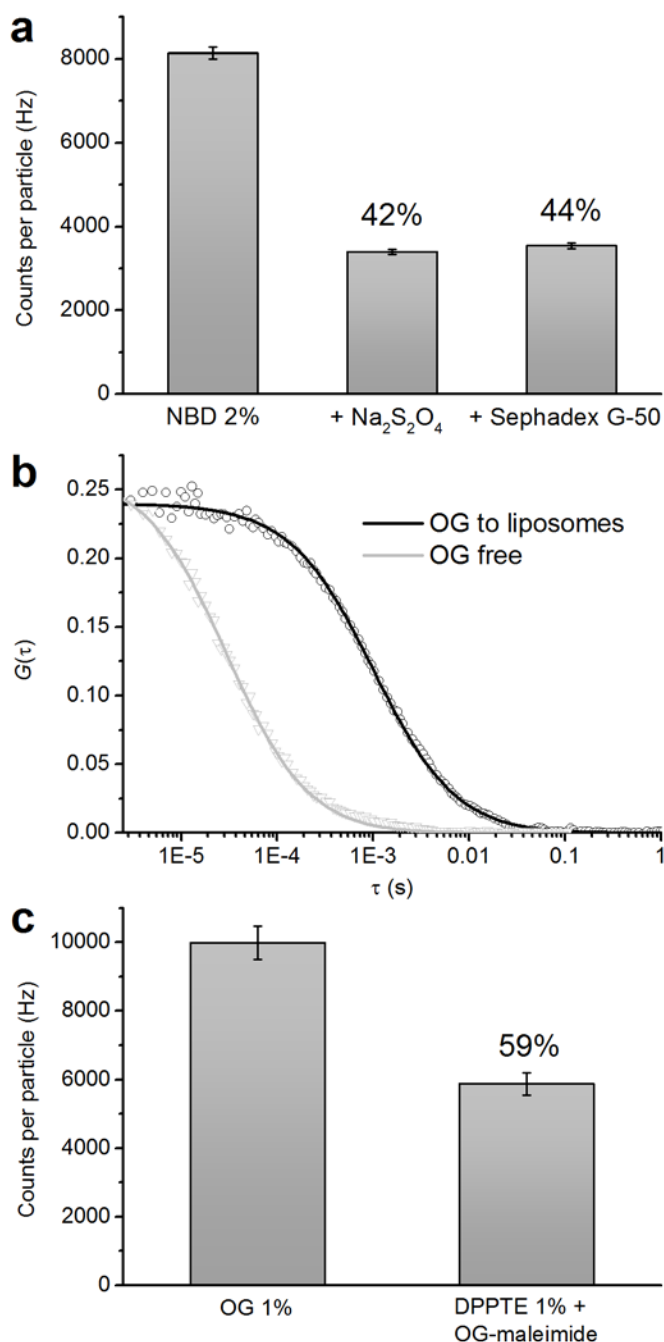 a
Counts per particle (Hz)
8000
6000
4000
2000
0
42%
44%
NBD 2%
+ Na₂S₂O₄
+ Sephadex G-50
b
G(τ)
0.25
0.20
0.15
0.10
0.05
0.00
OG to liposomes
OG free
1E-5
1E-4
1E-3
0.01
0.1
1
τ (s)
c
Counts per particle (Hz)
10000
8000
6000
4000
2000
0
59%
OG 1%
DPPTE 1% +
OG-maleimide